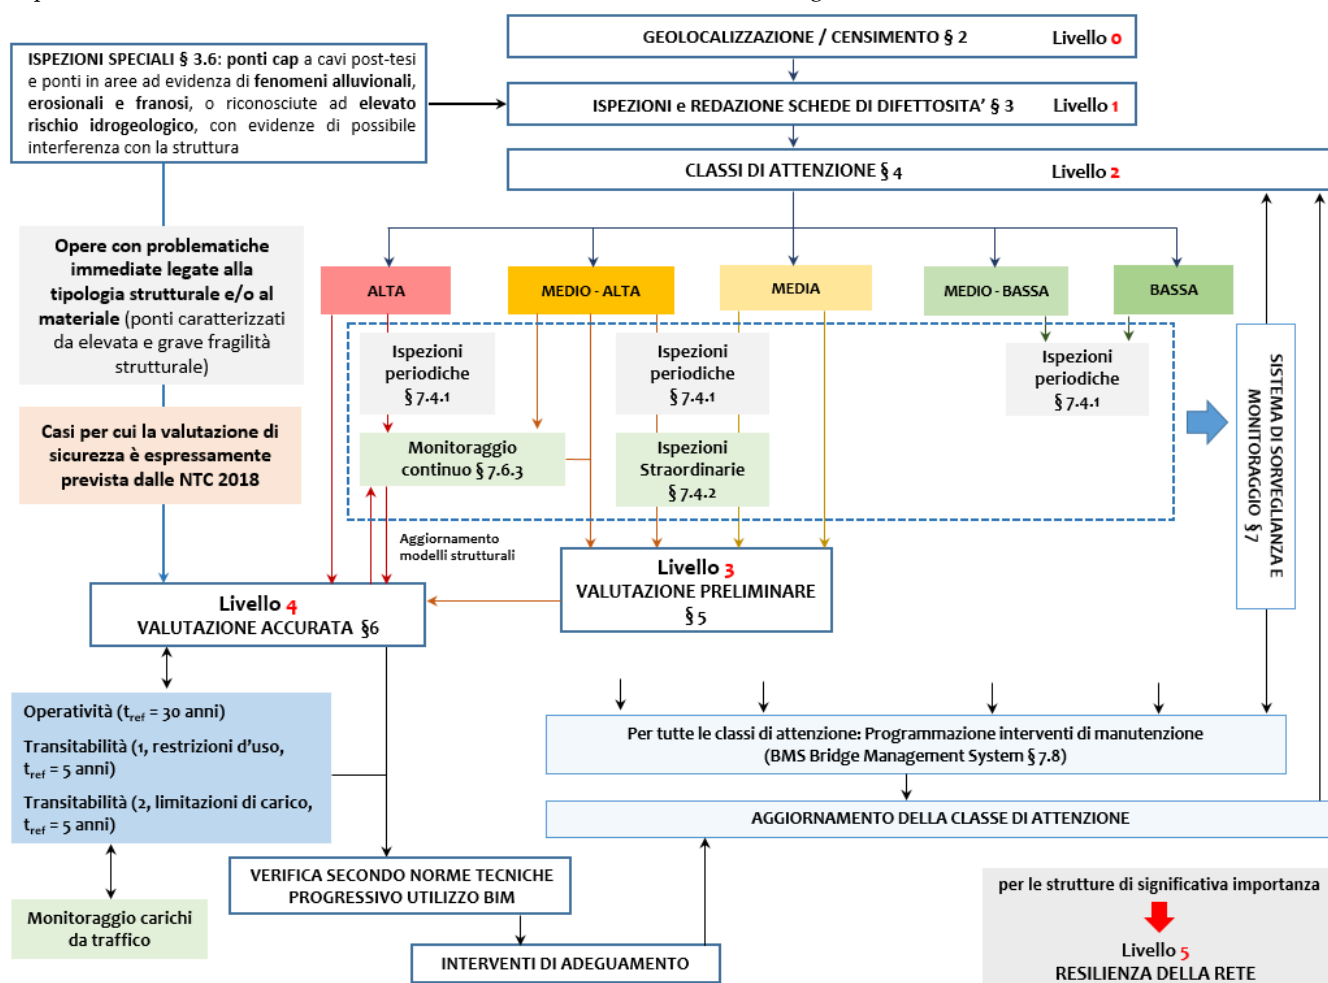 GEOLOCALIZZAZIONE / CENSIMENTO § 2 Livello 0
ISPEZIONI SPECIALI § 3.6: ponti cap a cavi post-tesi
e ponti in aree ad evidenza di fenomeni alluvionali,
erosionali e franosi, o riconosciute ad elevato
rischio idrogeologico, con evidenze di possibile
interferenza con la struttura
ISPEZIONI e REDAZIONE SCHEDE DI DIFETTOSITA' § 3 Livello 1
CLASSI DI ATTENZIONE § 4 Livello 2
Opere con problematiche
immediate legate alla
tipologia strutturale e/o al
materiale (ponti caratterizzati
da elevata e grave fragilità
strutturale)
Casi per cui la valutazione di
sicurezza è espressamente
prevista dalle NTC 2018
ALTA
MEDIO - ALTA
MEDIA
MEDIO - BASSA
BASSA
Ispezioni
periodiche
§ 7.4.1
Ispezioni
periodiche
§ 7.4.1
Ispezioni
periodiche
§ 7.4.1
Monitoraggio
continuo § 7.6.3
Ispezioni
Straordinarie
§ 7.4.2
SISTEMA DI SORVEGLIANZA E
MONITORAGGIO §7
Aggiornamento
modelli strutturali
Livello 3
VALUTAZIONE PRELIMINARE
§ 5
Livello 4
VALUTAZIONE ACCURATA §6
Operatività (tref = 30 anni)
Transitabilità (1, restrizioni d'uso,
tref = 5 anni)
Transitabilità (2, limitazioni di carico,
tref = 5 anni)
Per tutte le classi di attenzione: Programmazione interventi di manutenzione
(BMS Bridge Management System § 7.8)
AGGIORNAMENTO DELLA CLASSE DI ATTENZIONE
VERIFICA SECONDO NORME TECNICHE
PROGRESSIVO UTILIZZO BIM
Monitoraggio carichi
da traffico
INTERVENTI DI ADEGUAMENTO
per le strutture di significativa importanza
Livello 5
RESILIENZA DELLA RETE